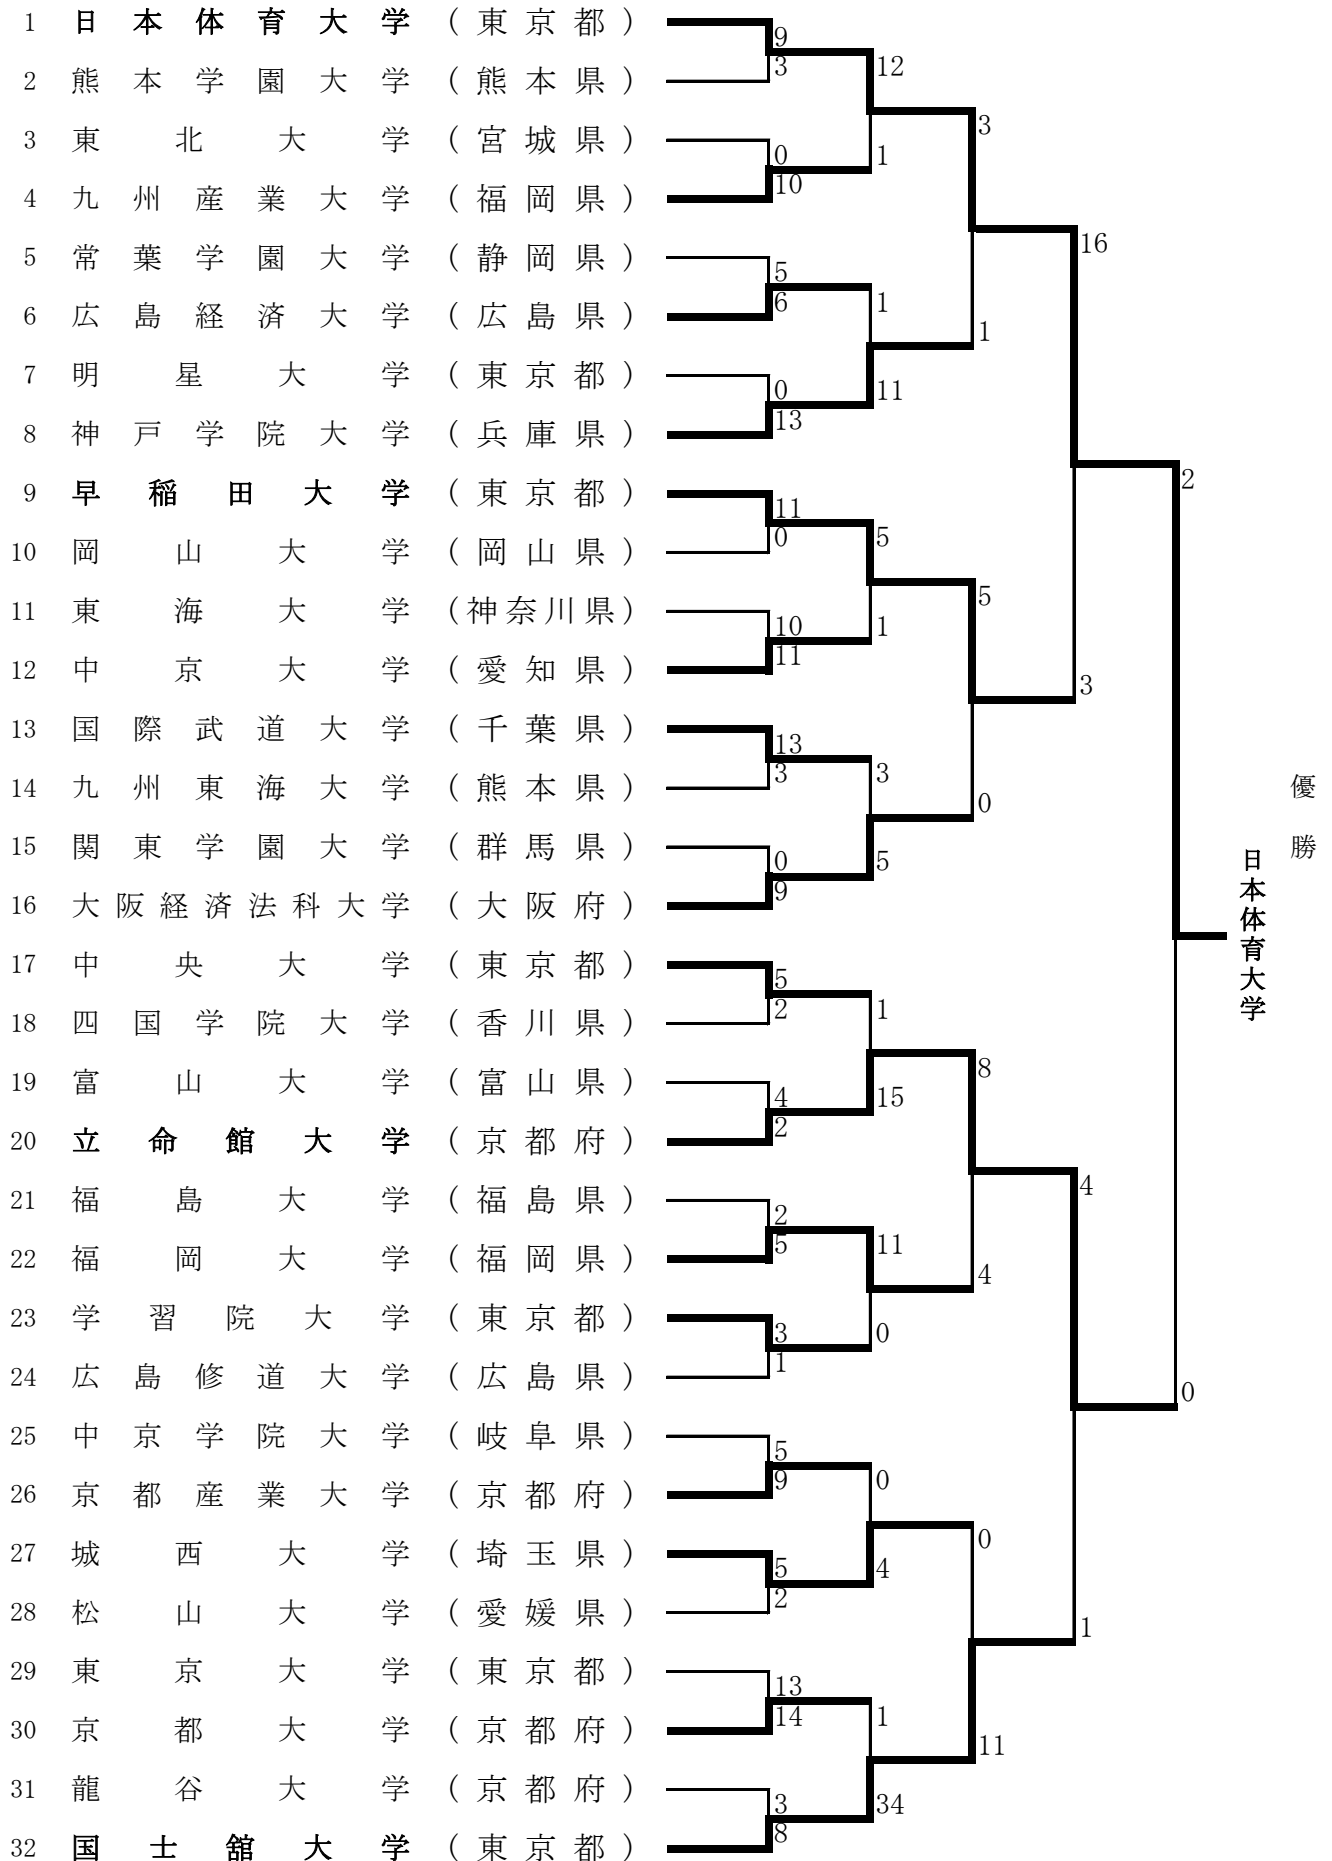 1 日本体育大学 (東京都)
9
3
12
2 熊本学園大学 (熊本県)
3
3 東北大学 (宮城県)
0
10
1
4 九州産業大学 (福岡県)
16
5 常葉学園大学 (静岡県)
5
6
1
6 広島経済大学 (広島県)
1
7 明星大学 (東京都)
0
13
11
8 神戸学院大学 (兵庫県)
2
9 早稲田大学 (東京都)
11
0
5
10 岡山大学 (岡山県)
5
11 東海大学 (神奈川県)
10
11
1
12 中京大学 (愛知県)
3
13 国際武道大学 (千葉県)
13
3
3
14 九州東海大学 (熊本県)
0
15 関東学園大学 (群馬県)
0
9
5
16 大阪経済法科大学 (大阪府)
優勝
日本体育大学
17 中央大学 (東京都)
5
2
1
18 四国学院大学 (香川県)
8
19 富山大学 (富山県)
4
2
15
20 立命館大学 (京都府)
4
21 福島大学 (福島県)
2
5
11
22 福岡大学 (福岡県)
4
23 学習院大学 (東京都)
3
1
0
24 広島修道大学 (広島県)
0
25 中京学院大学 (岐阜県)
5
9
0
26 京都産業大学 (京都府)
0
27 城西大学 (埼玉県)
5
2
4
28 松山大学 (愛媛県)
1
29 東京大学 (東京都)
13
14
1
30 京都大学 (京都府)
11
31 龍谷大学 (京都府)
3
8
34
32 国士舘大学 (東京都)